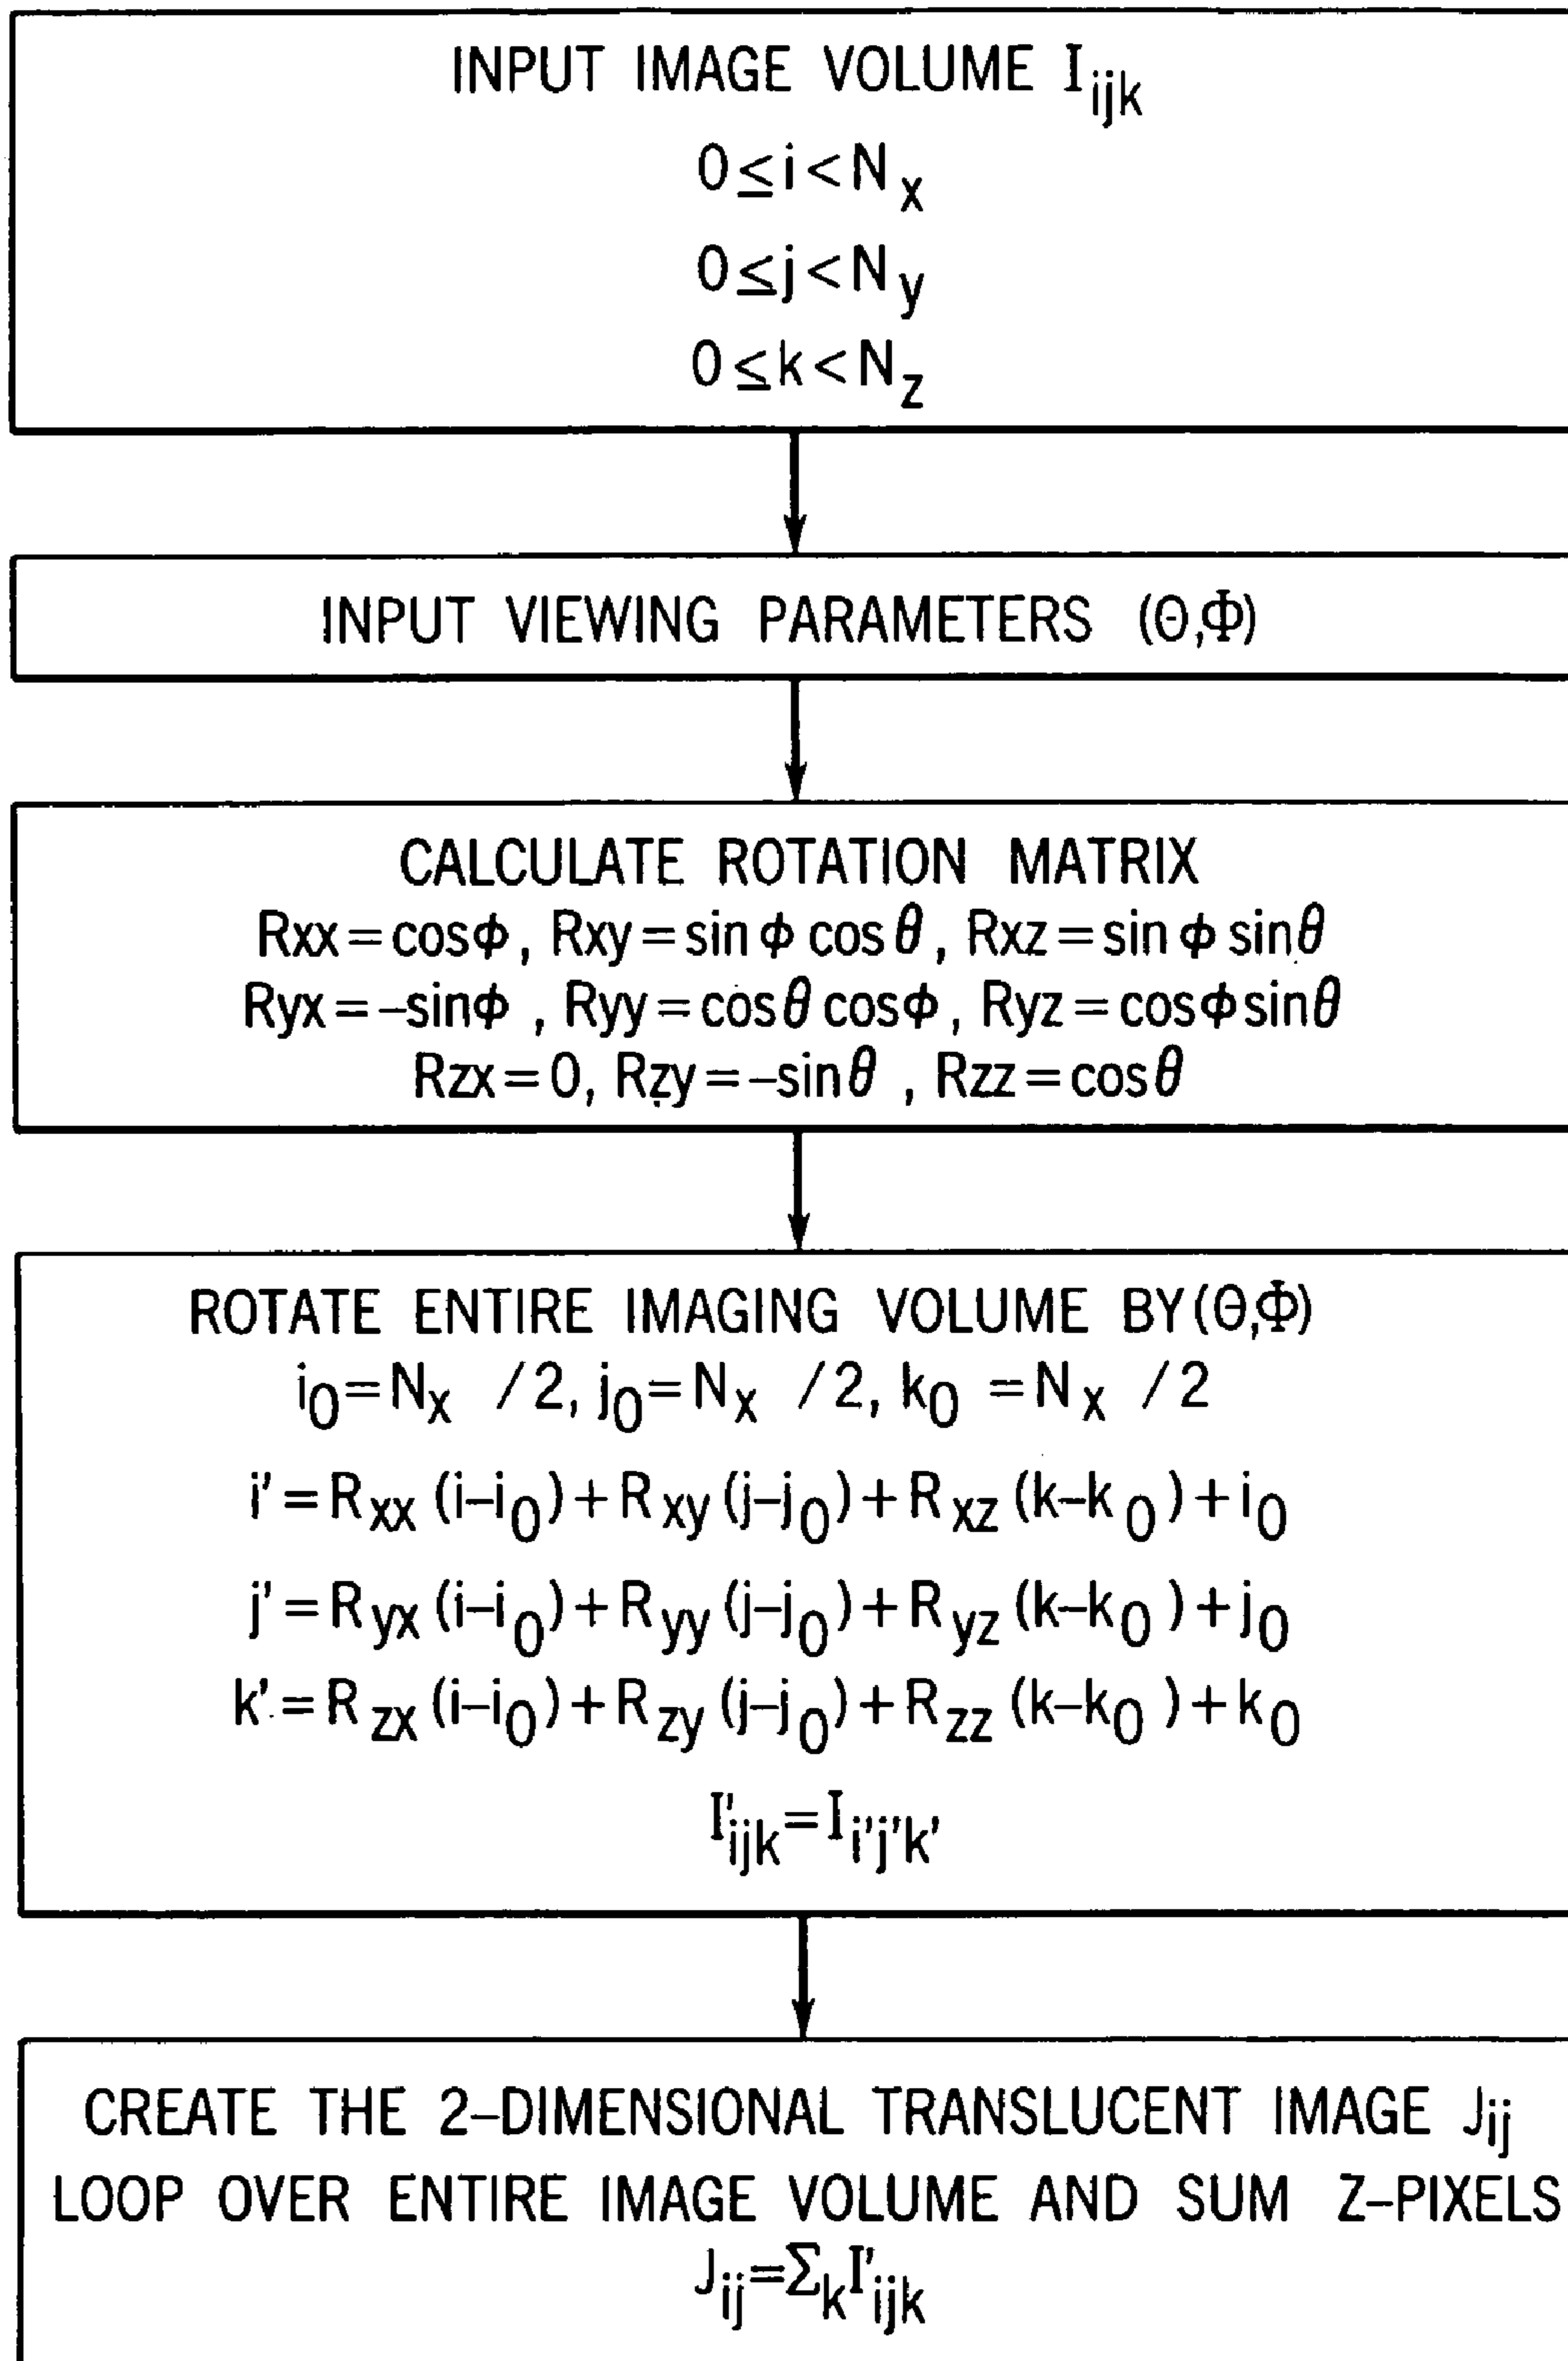 INPUT IMAGE VOLUME I_ijk
0≤i<N_x
0≤j<N_y
0≤k<N_z
INPUT VIEWING PARAMETERS (Θ,Φ)
CALCULATE ROTATION MATRIX
Rxx=cosϕ, Rxy=sinϕ cosθ, Rxz=sinϕ sinθ
Ryx=-sinϕ, Ryy=cosθ cosϕ, Ryz=cosϕ sinθ
Rzx=0, Rzy=-sinθ, Rzz=cosθ
ROTATE ENTIRE IMAGING VOLUME BY(Θ,Φ)
i_0=N_x /2, j_0=N_x /2, k_0 =N_x /2
i'=R_xx (i-i_0)+R_xy (j-j_0)+R_xz (k-k_0)+i_0
j'=R_yx (i-i_0)+R_yy (j-j_0)+R_yz (k-k_0)+j_0
k'=R_zx (i-i_0)+R_zy (j-j_0)+R_zz (k-k_0)+k_0
I'_ijk=I_i'j'k'
CREATE THE 2-DIMENSIONAL TRANSLUCENT IMAGE J_ij
LOOP OVER ENTIRE IMAGE VOLUME AND SUM Z-PIXELS
J_ij=Σ_k I'_ijk